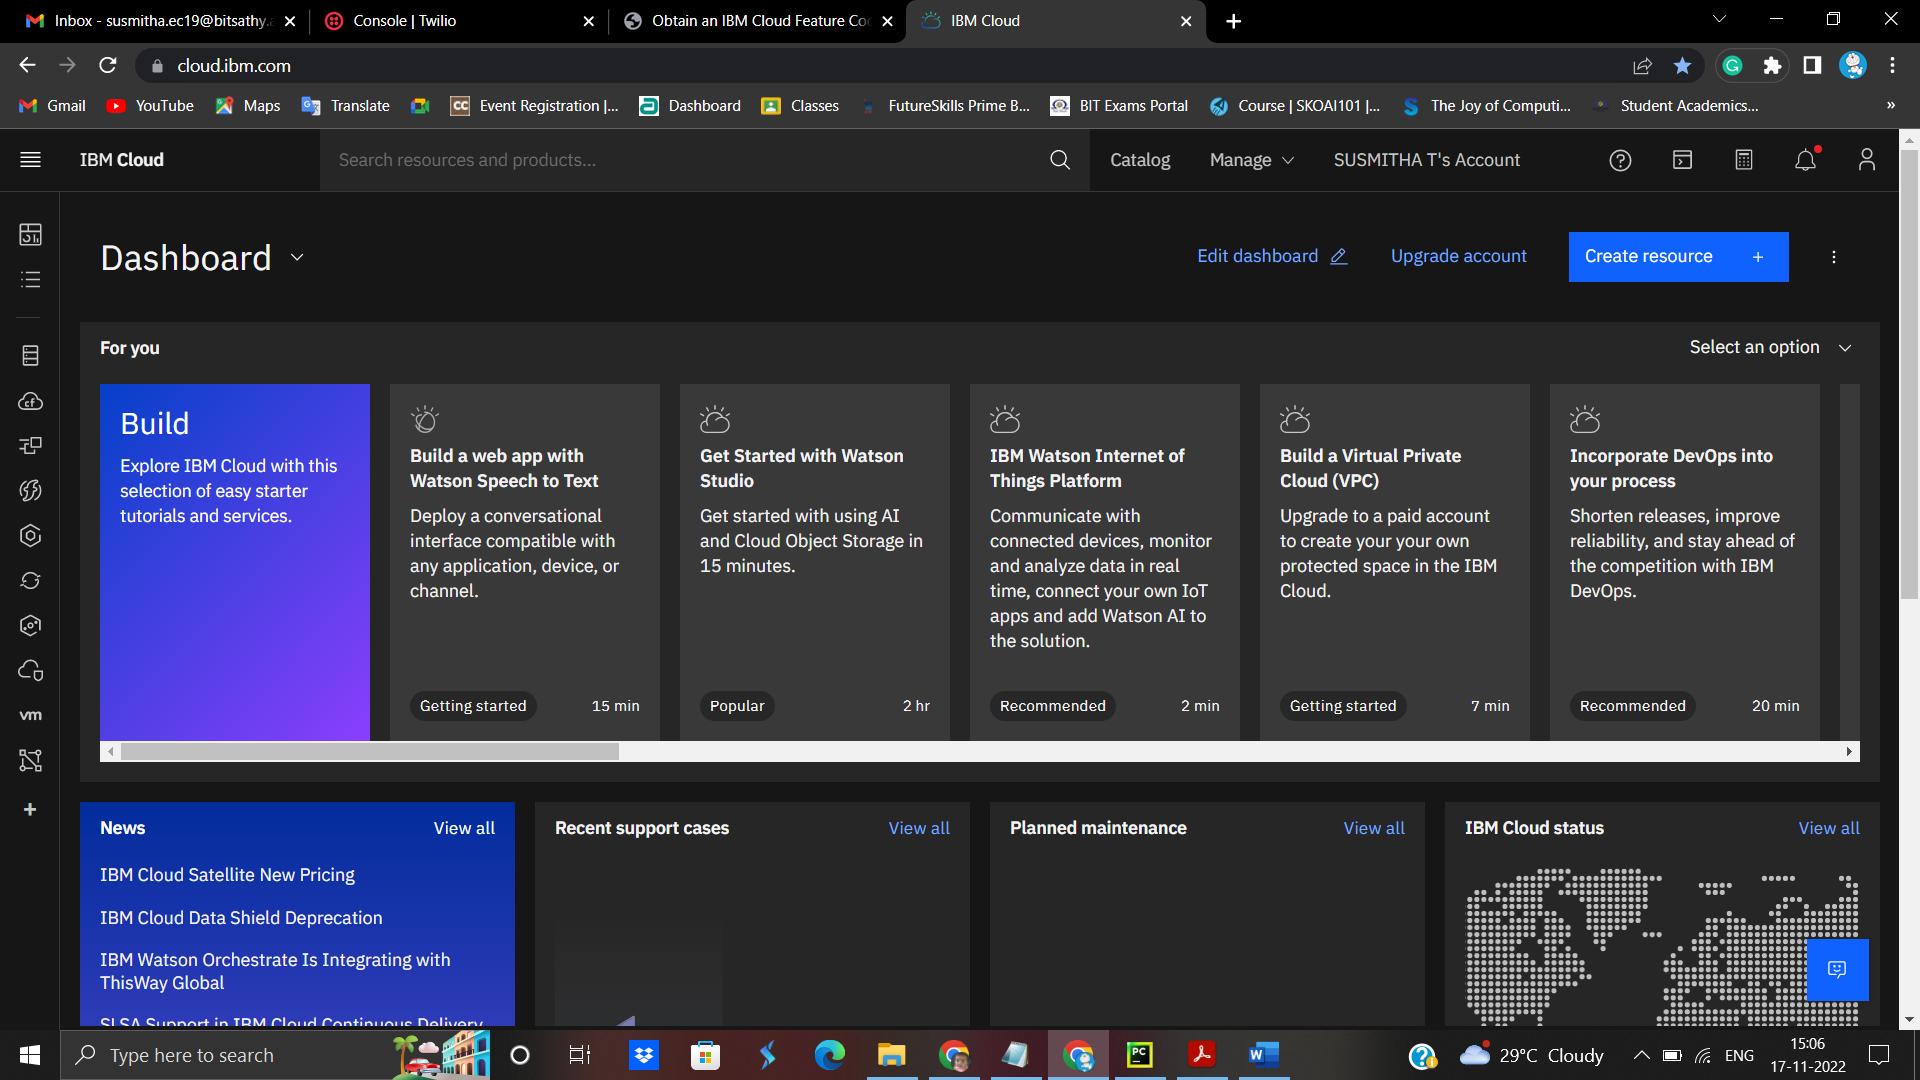 Inbox - susmitha.ec19@bitsathy.a
Console | Twilio
Obtain an IBM Cloud Feature Co
IBM Cloud
cloud.ibm.com
Gmail
YouTube
Maps
Translate
CC Event Registration |...
Dashboard
Classes
FutureSkills Prime B...
BIT Exams Portal
Course | SKOAI101 |...
The Joy of Computi...
Student Academics...
»
IBM Cloud
Search resources and products...
Catalog
Manage
SUSMITHA T's Account
Dashboard
Edit dashboard
Upgrade account
Create resource +
For you
Select an option
Build
Explore IBM Cloud with this
selection of easy starter
tutorials and services.
Build a web app with
Watson Speech to Text
Deploy a conversational
interface compatible with
any application, device, or
channel.
Getting started 15 min
Get Started with Watson
Studio
Get started with using AI
and Cloud Object Storage in
15 minutes.
Popular 2 hr
IBM Watson Internet of
Things Platform
Communicate with
connected devices, monitor
and analyze data in real
time, connect your own IoT
apps and add Watson AI to
the solution.
Recommended 2 min
Build a Virtual Private
Cloud (VPC)
Upgrade to a paid account
to create your your own
protected space in the IBM
Cloud.
Getting started 7 min
Incorporate DevOps into
your process
Shorten releases, improve
reliability, and stay ahead of
the competition with IBM
DevOps.
Recommended 20 min
cf
vm
+
News View all
IBM Cloud Satellite New Pricing
IBM Cloud Data Shield Deprecation
IBM Watson Orchestrate Is Integrating with
ThisWay Global
SLSA Support in IBM Cloud Continuous Delivery
Recent support cases View all
Planned maintenance View all
IBM Cloud status View all
Type here to search
PC
W
29°C Cloudy
ENG
15:06
17-11-2022